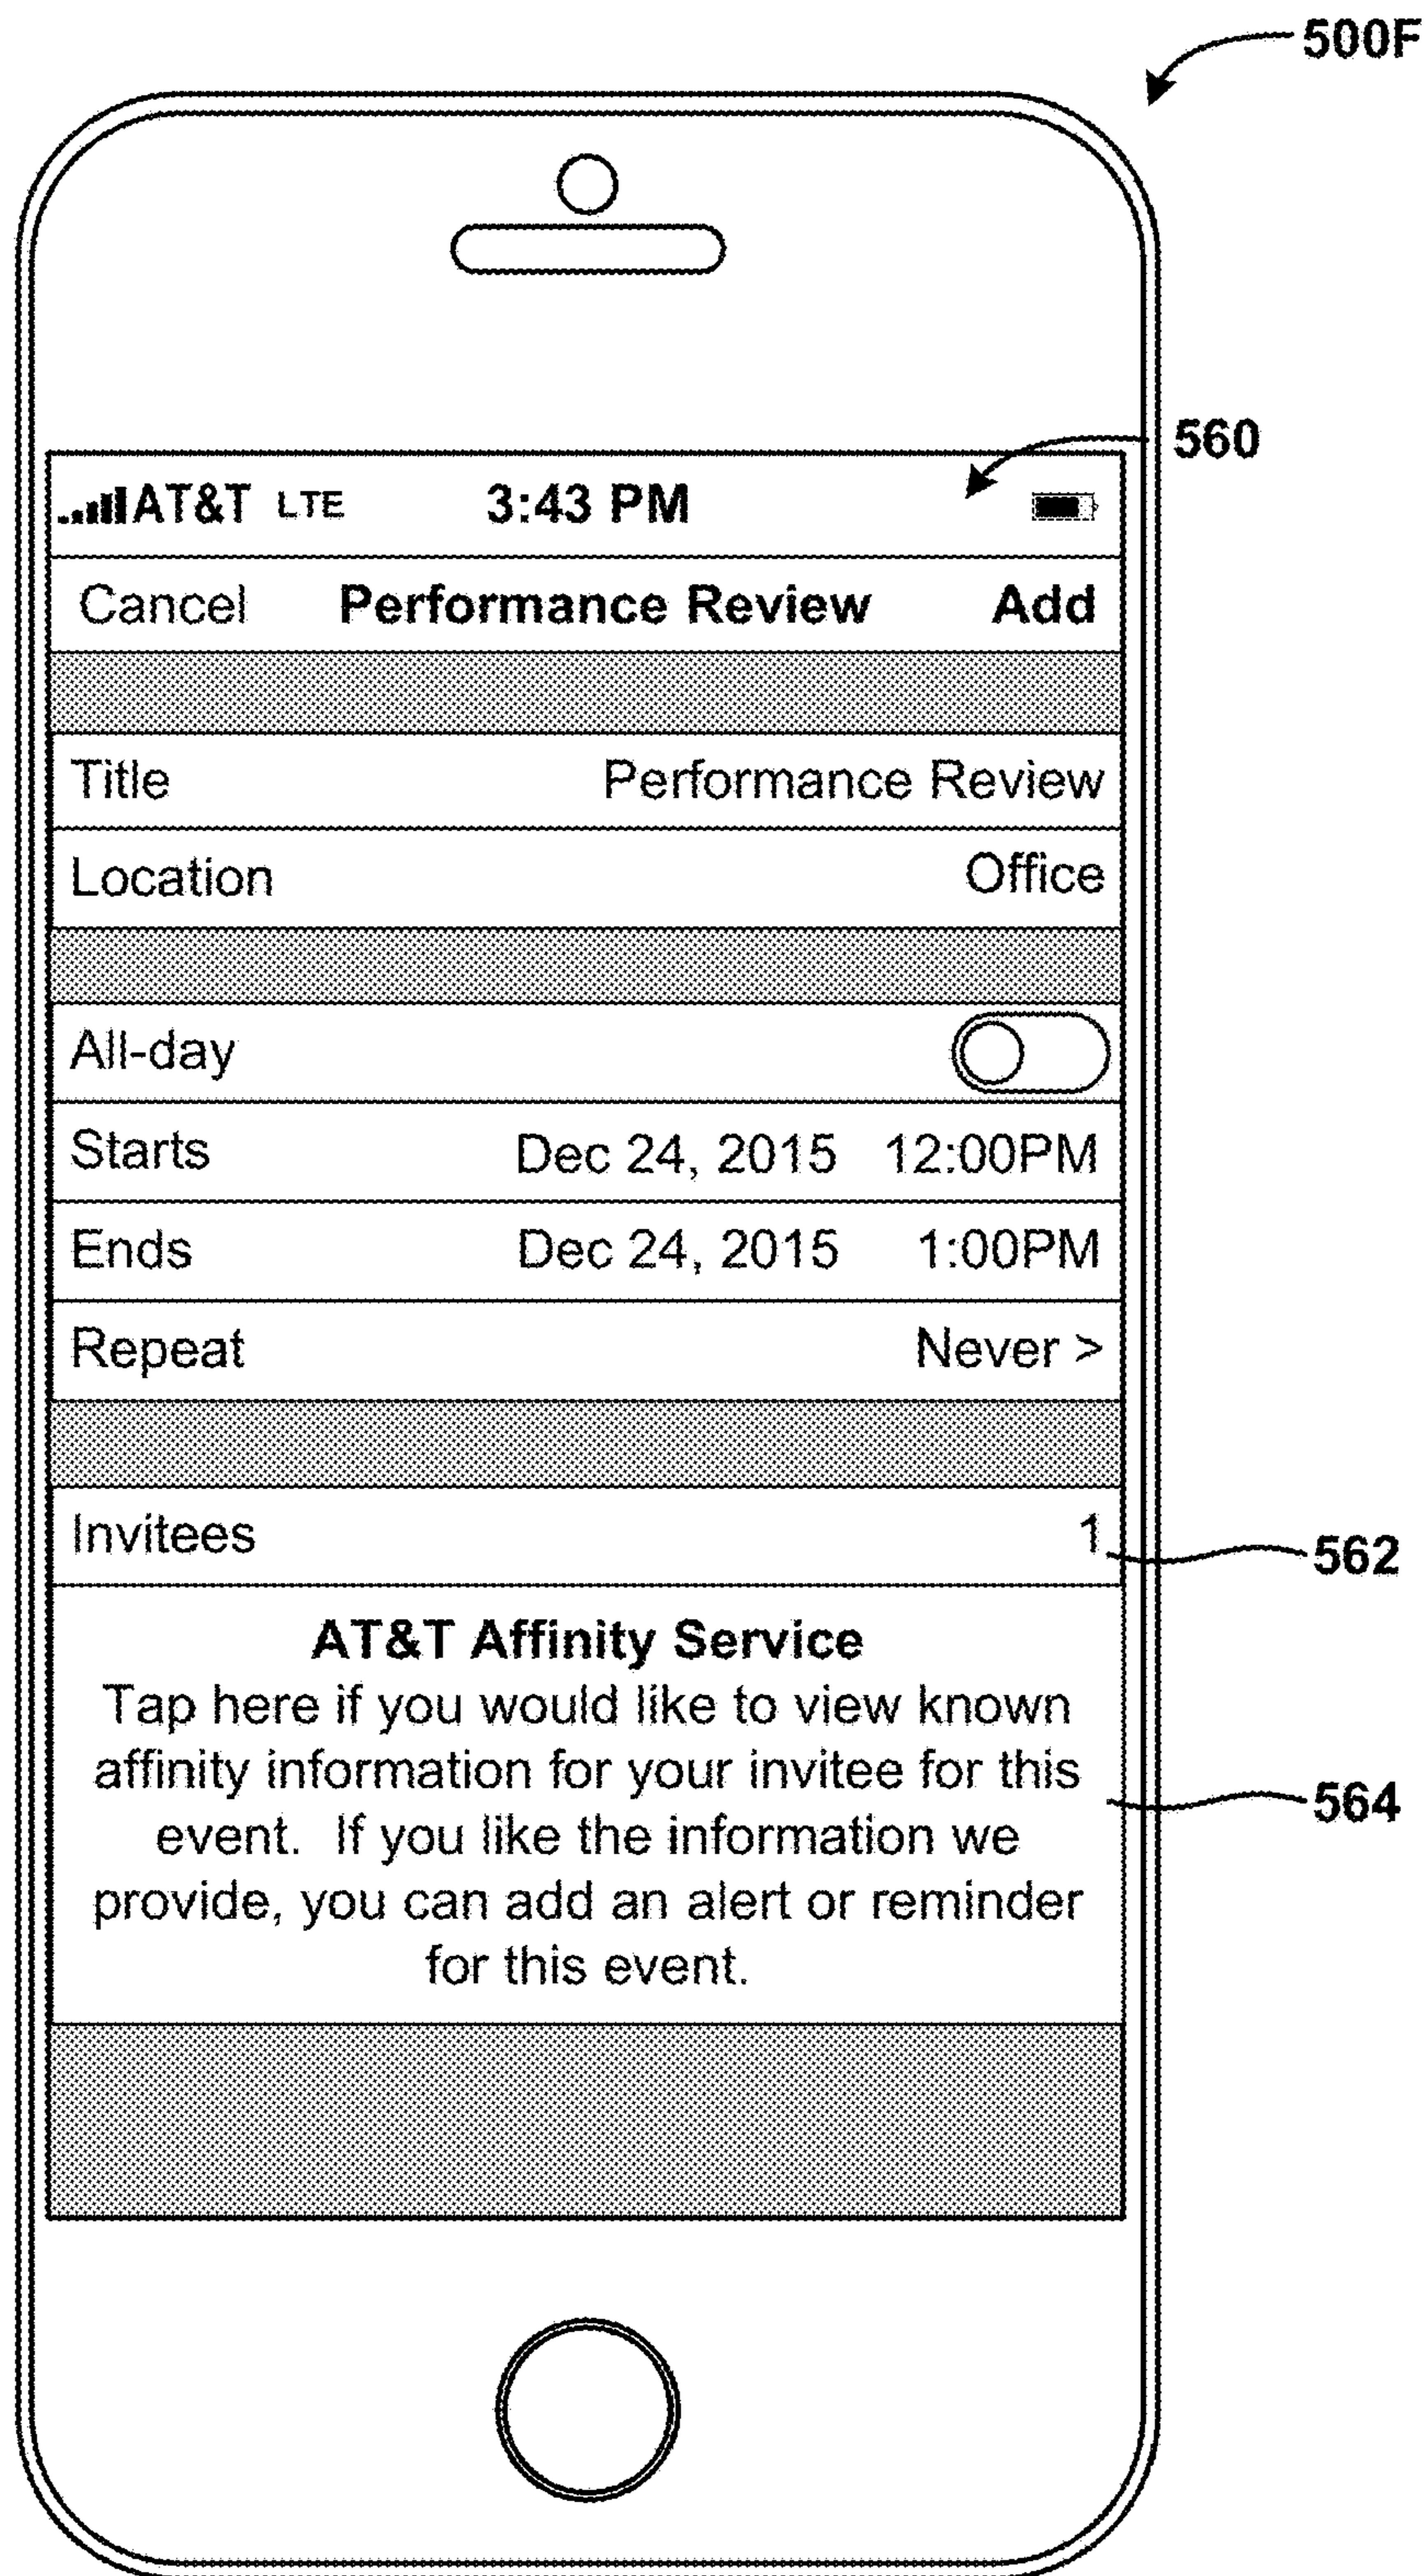 500F
560
AT&T LTE 3:43 PM
Cancel Performance Review Add
Title Performance Review
Location Office
All-day
Starts Dec 24, 2015 12:00PM
Ends Dec 24, 2015 1:00PM
Repeat Never >
Invitees 1
562
AT&T Affinity Service
Tap here if you would like to view known
affinity information for your invitee for this
event. If you like the information we
provide, you can add an alert or reminder
for this event.
564